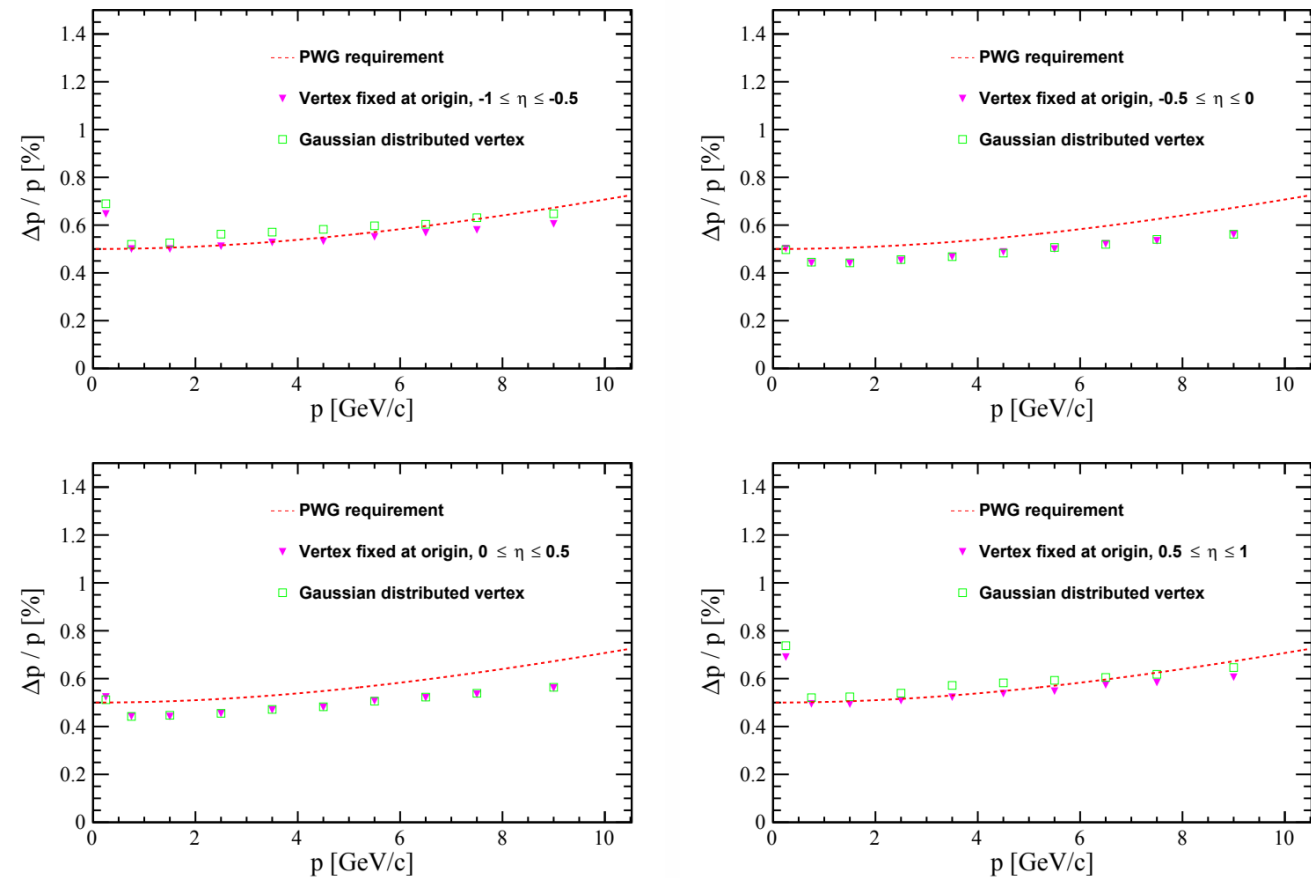 1.4
1.2
1
0.8
0.6
0.4
0.2
0
Δp / p [%]
PWG requirement
Vertex fixed at origin, -1 ≤ η ≤ -0.5
Gaussian distributed vertex
0 2 4 6 8 10
p [GeV/c]
1.4
1.2
1
0.8
0.6
0.4
0.2
0
Δp / p [%]
PWG requirement
Vertex fixed at origin, -0.5 ≤ η ≤ 0
Gaussian distributed vertex
0 2 4 6 8 10
p [GeV/c]
1.4
1.2
1
0.8
0.6
0.4
0.2
0
Δp / p [%]
PWG requirement
Vertex fixed at origin, 0 ≤ η ≤ 0.5
Gaussian distributed vertex
0 2 4 6 8 10
p [GeV/c]
1.4
1.2
1
0.8
0.6
0.4
0.2
0
Δp / p [%]
PWG requirement
Vertex fixed at origin, 0.5 ≤ η ≤ 1
Gaussian distributed vertex
0 2 4 6 8 10
p [GeV/c]